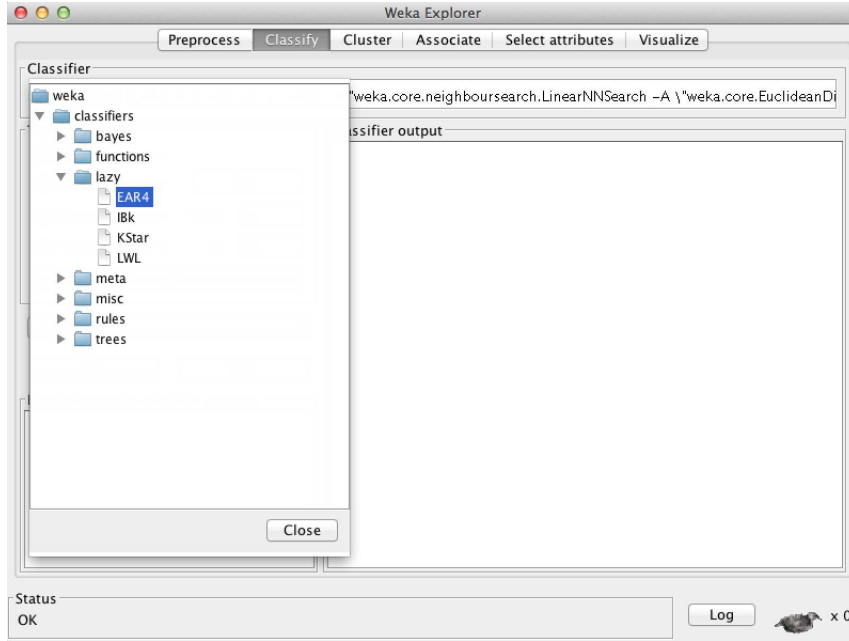 Weka Explorer
Preprocess Classify Cluster Associate Select attributes Visualize
Classifier
weka
"weka.core.neighboursearch.LinearNNSearch -A \"weka.core.EuclideanDi
classifiers
assifier output
bayes
functions
lazy
EAR4
IBk
KStar
LWL
meta
misc
rules
trees
Close
Status
OK
Log
x 0